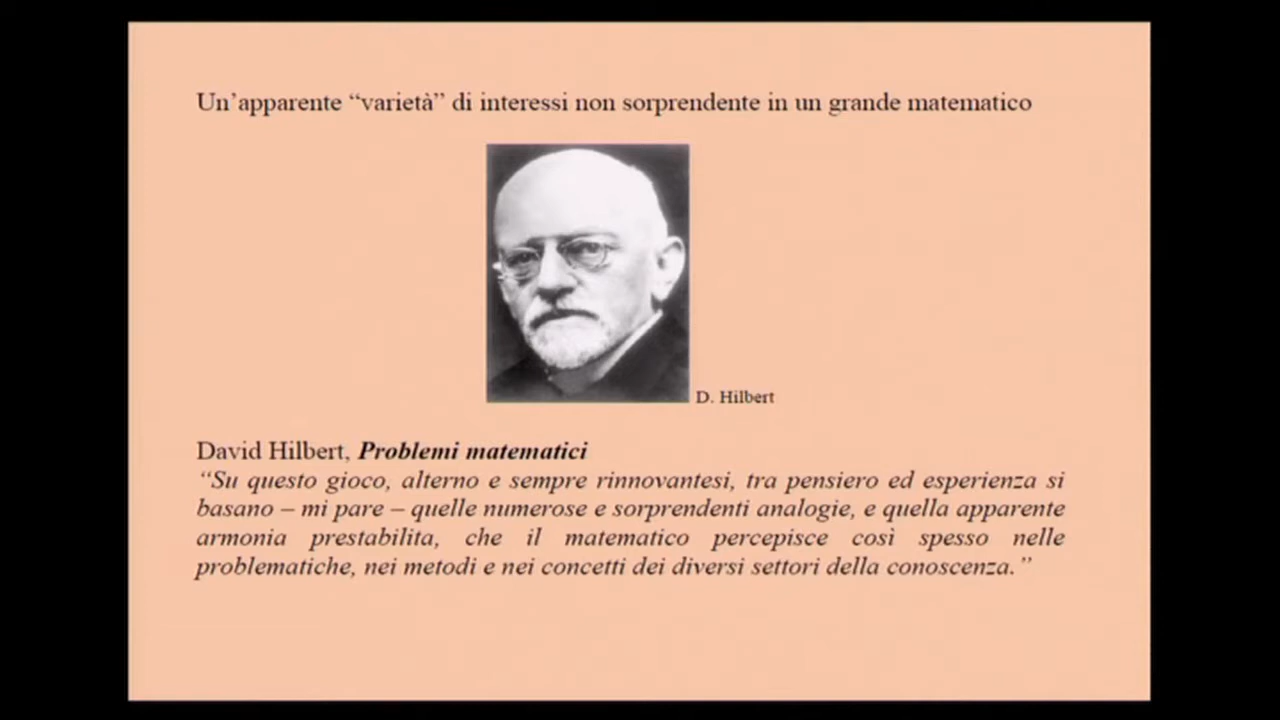 Un’apparente “varietà” di interessi non sorprendente in un grande matematico
D. Hilbert
David Hilbert, Problemi matematici
“Su questo gioco, alterno e sempre rinnovantesi, tra pensiero ed esperienza si
basano – mi pare – quelle numerose e sorprendenti analogie, e quella apparente
armonia prestabilita, che il matematico percepisce così spesso nelle
problematiche, nei metodi e nei concetti dei diversi settori della conoscenza.”